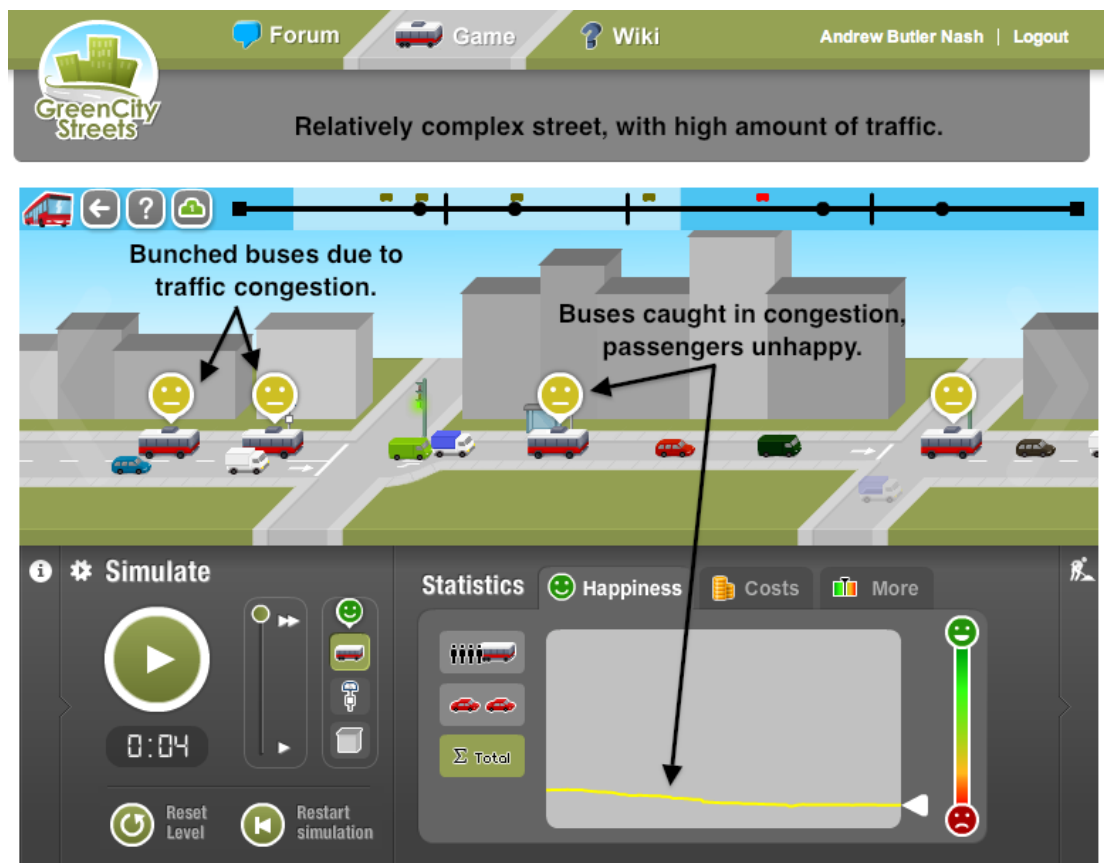 Forum
Game
? Wiki
Andrew Butler Nash | Logout
GreenCity
Streets
Relatively complex street, with high amount of traffic.
?
1
Bunched buses due to
traffic congestion.
Buses caught in congestion,
passengers unhappy.
i
Simulate
0:04
Reset
Level
Restart
simulation
Statistics
Happiness
Costs
More
Σ Total